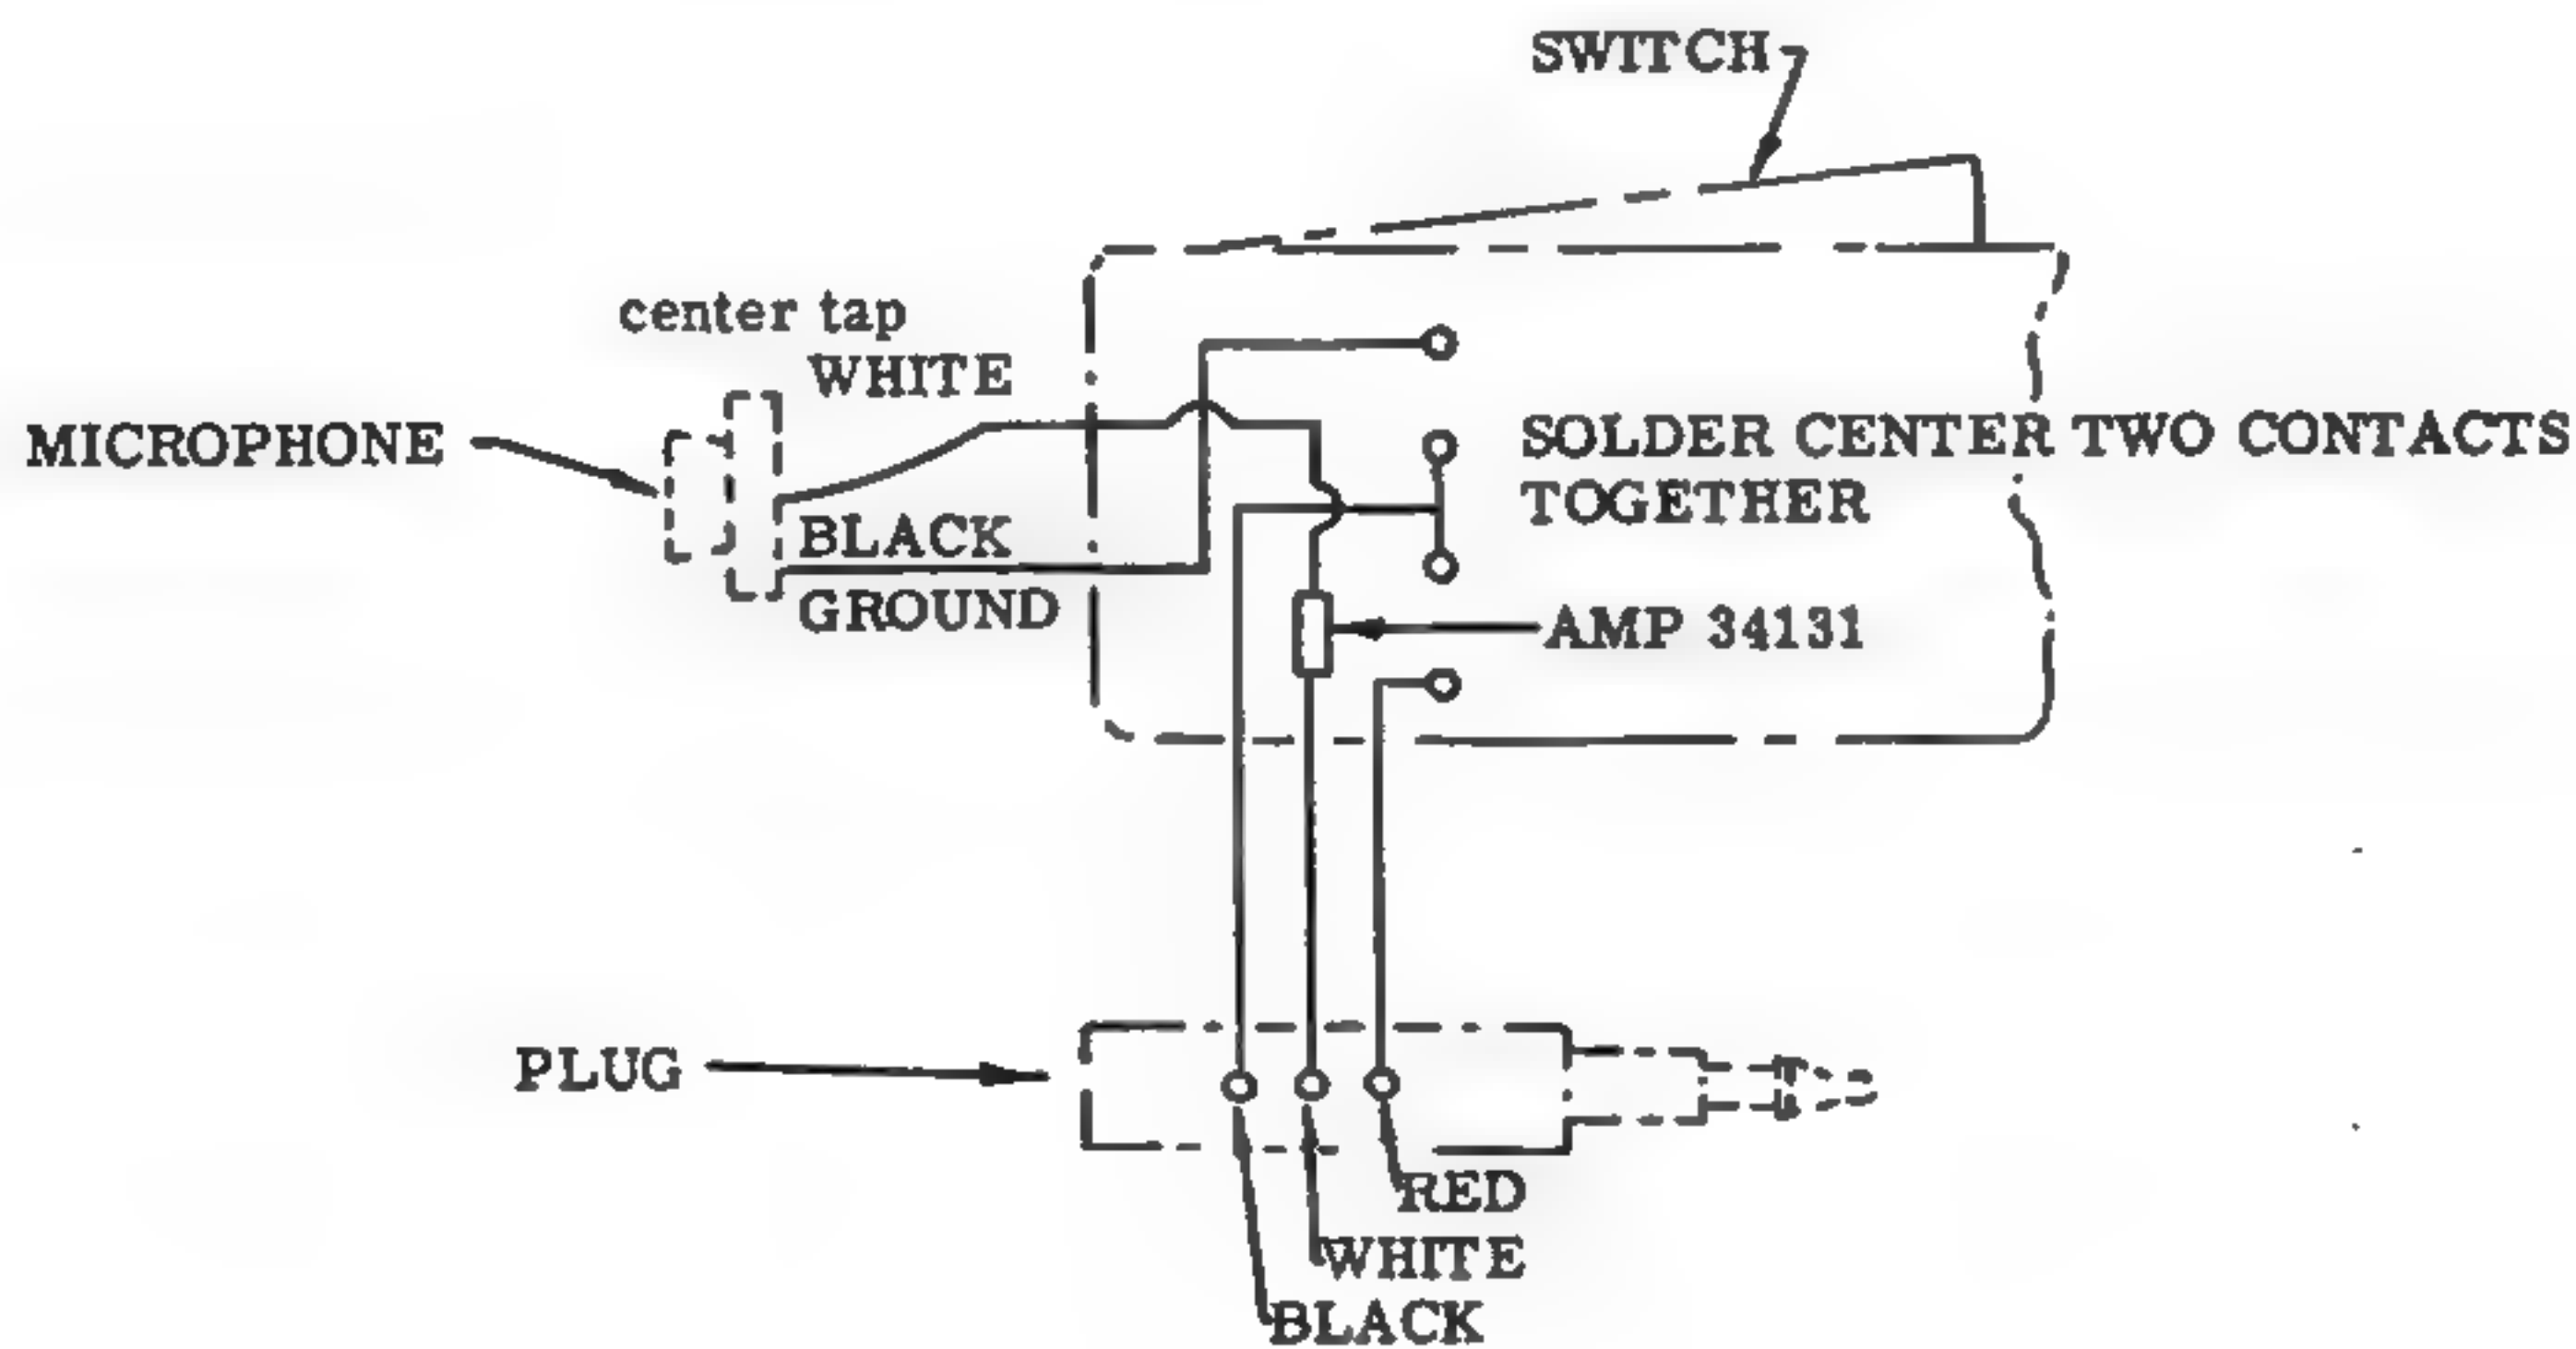 SWITCH
center tap
WHITE
MICROPHONE
SOLDER CENTER TWO CONTACTS
TOGETHER
BLACK
GROUND
AMP 34131
PLUG
RED
WHITE
BLACK